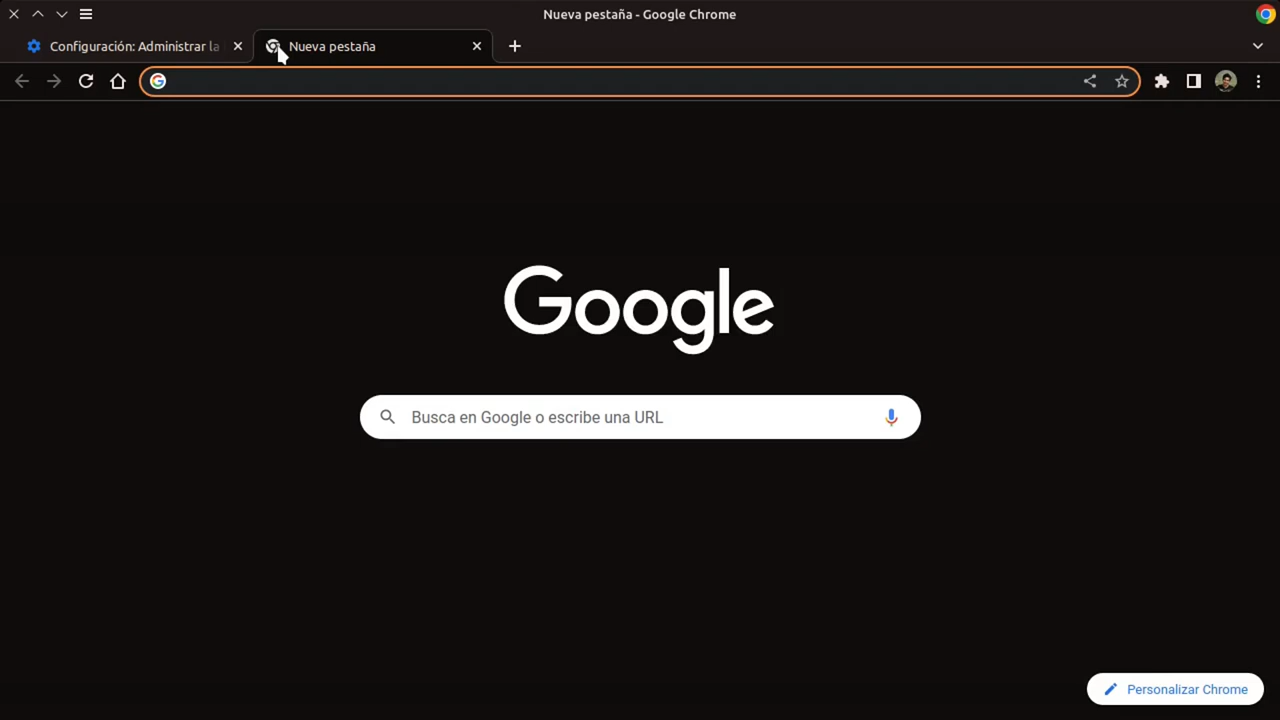 Nueva pestaña - Google Chrome
Configuración: Administrar la
Nueva pestaña
Google
Busca en Google o escribe una URL
Personalizar Chrome